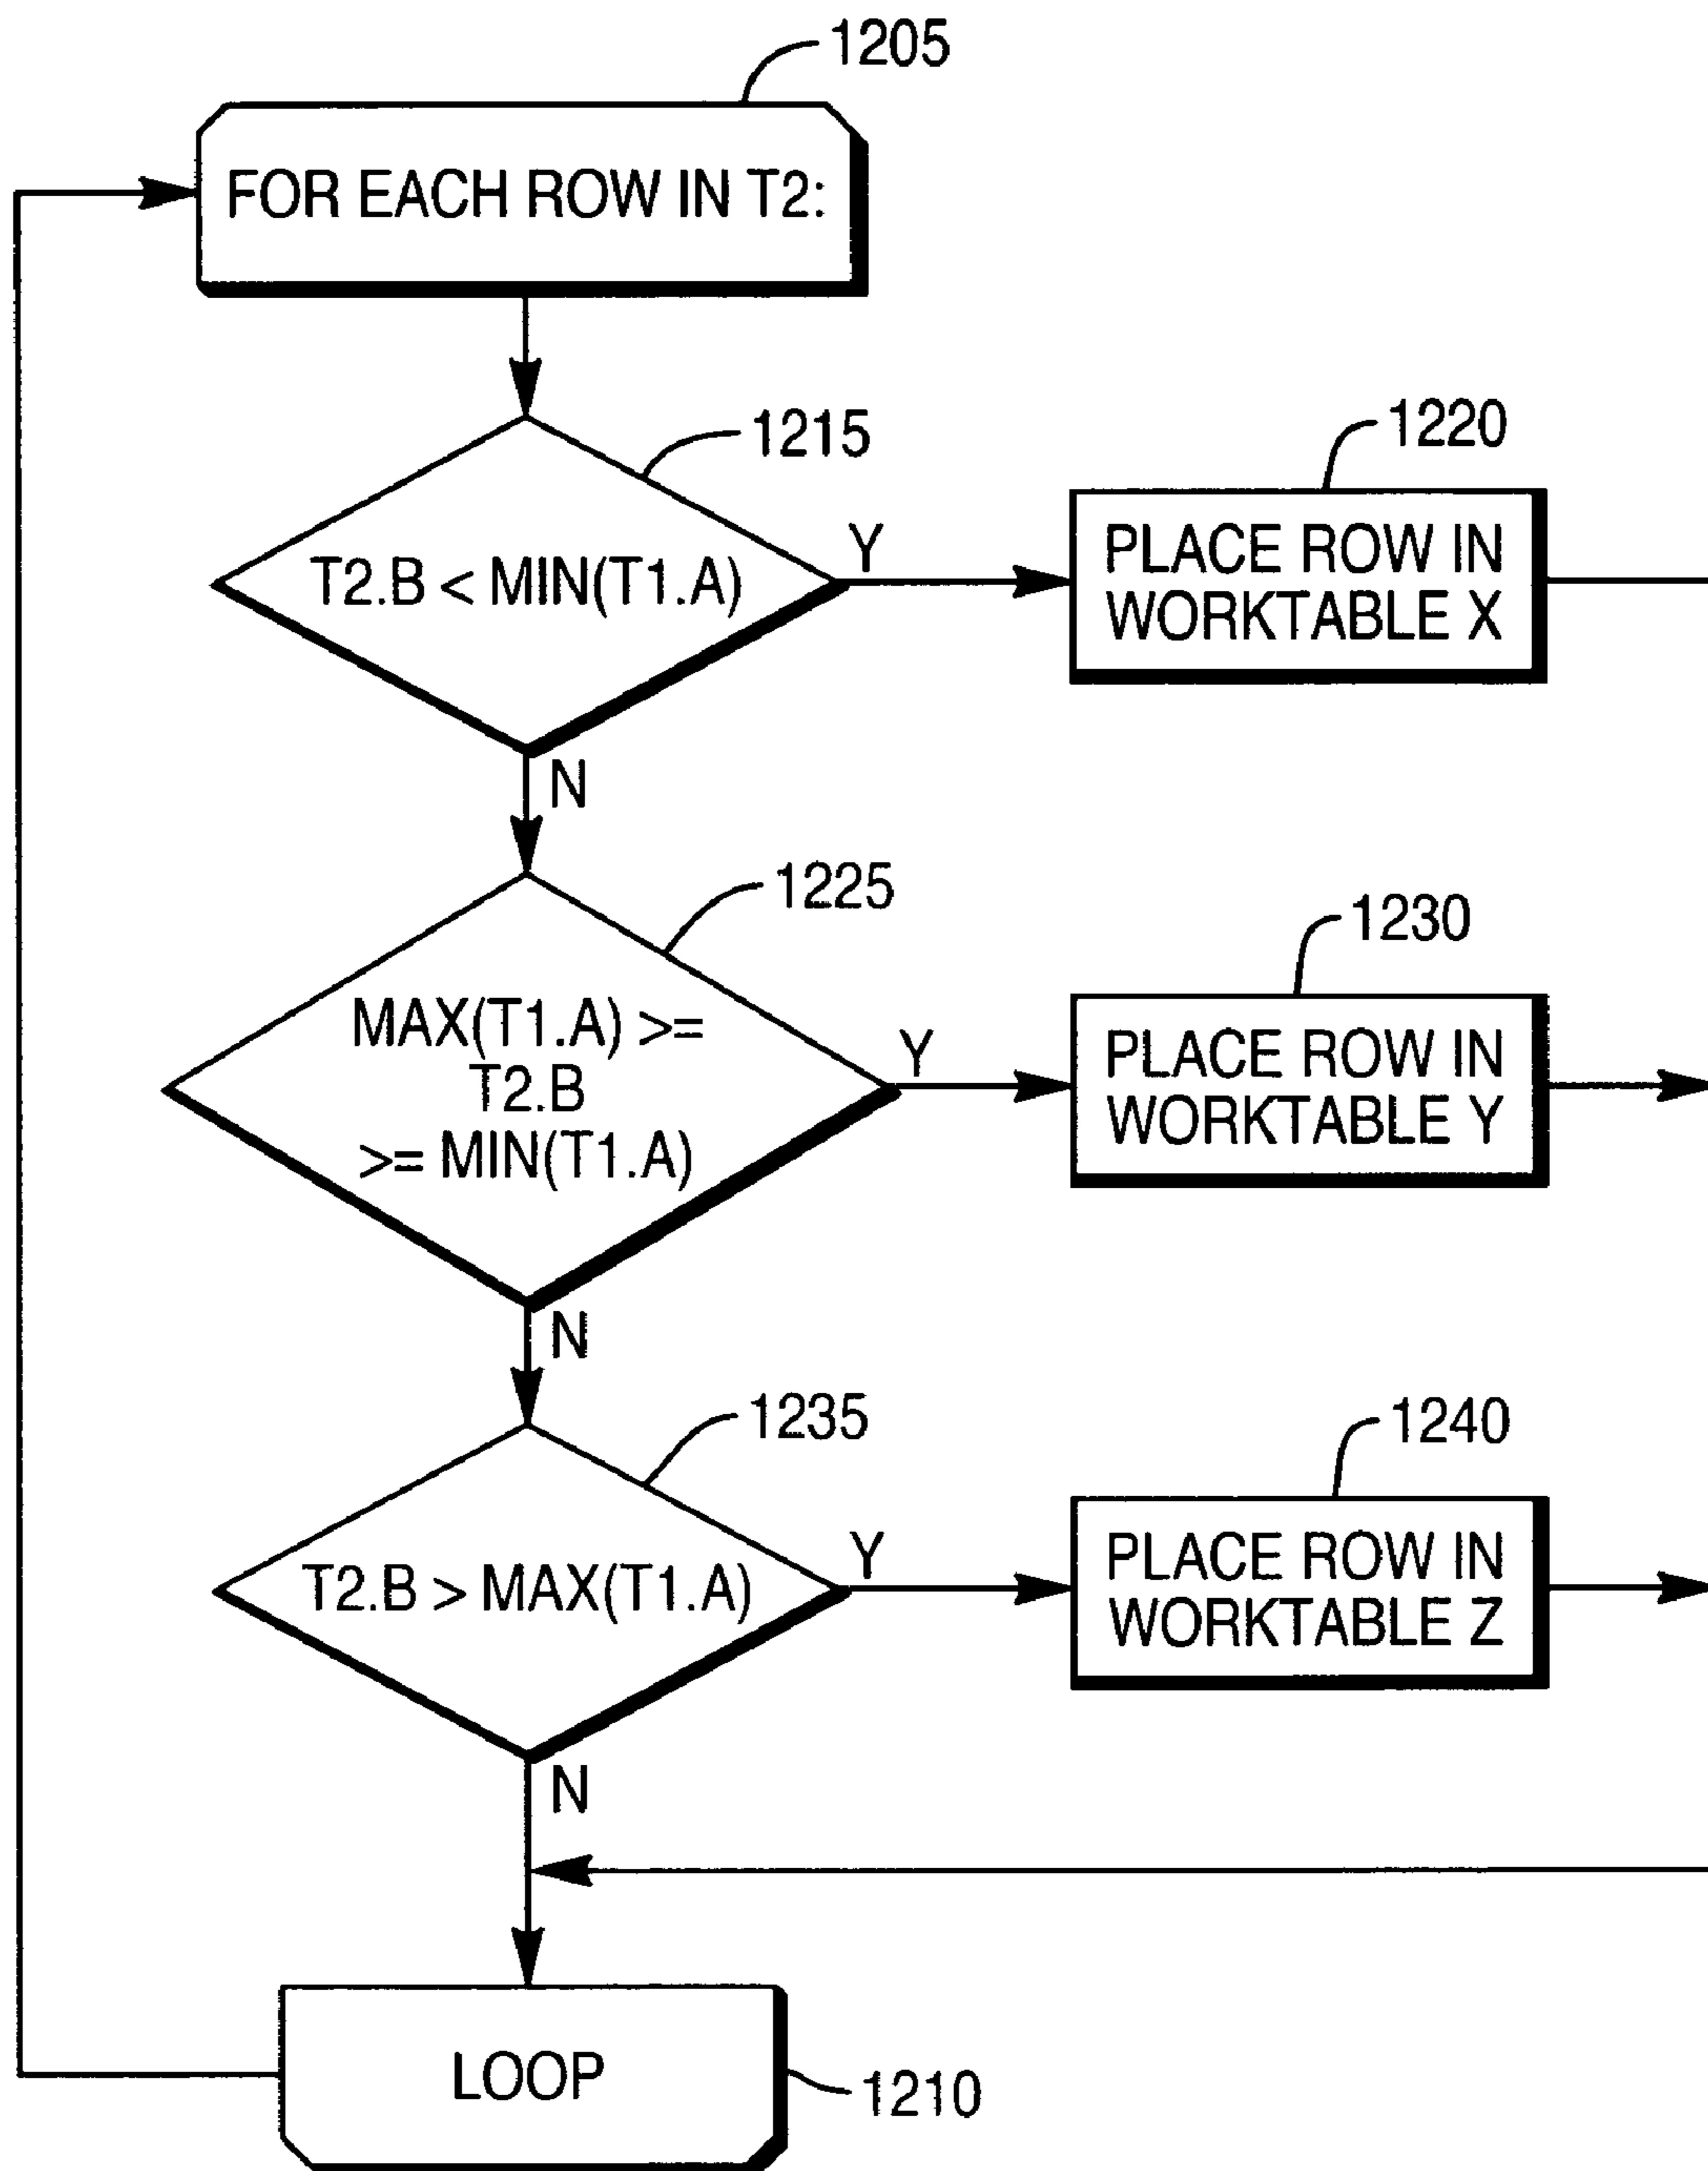 1205
FOR EACH ROW IN T2:
1215
T2.B < MIN(T1.A)
Y
1220
PLACE ROW IN
WORKTABLE X
N
1225
MAX(T1.A) >=
T2.B
>= MIN(T1.A)
Y
1230
PLACE ROW IN
WORKTABLE Y
N
1235
T2.B > MAX(T1.A)
Y
1240
PLACE ROW IN
WORKTABLE Z
N
LOOP
1210